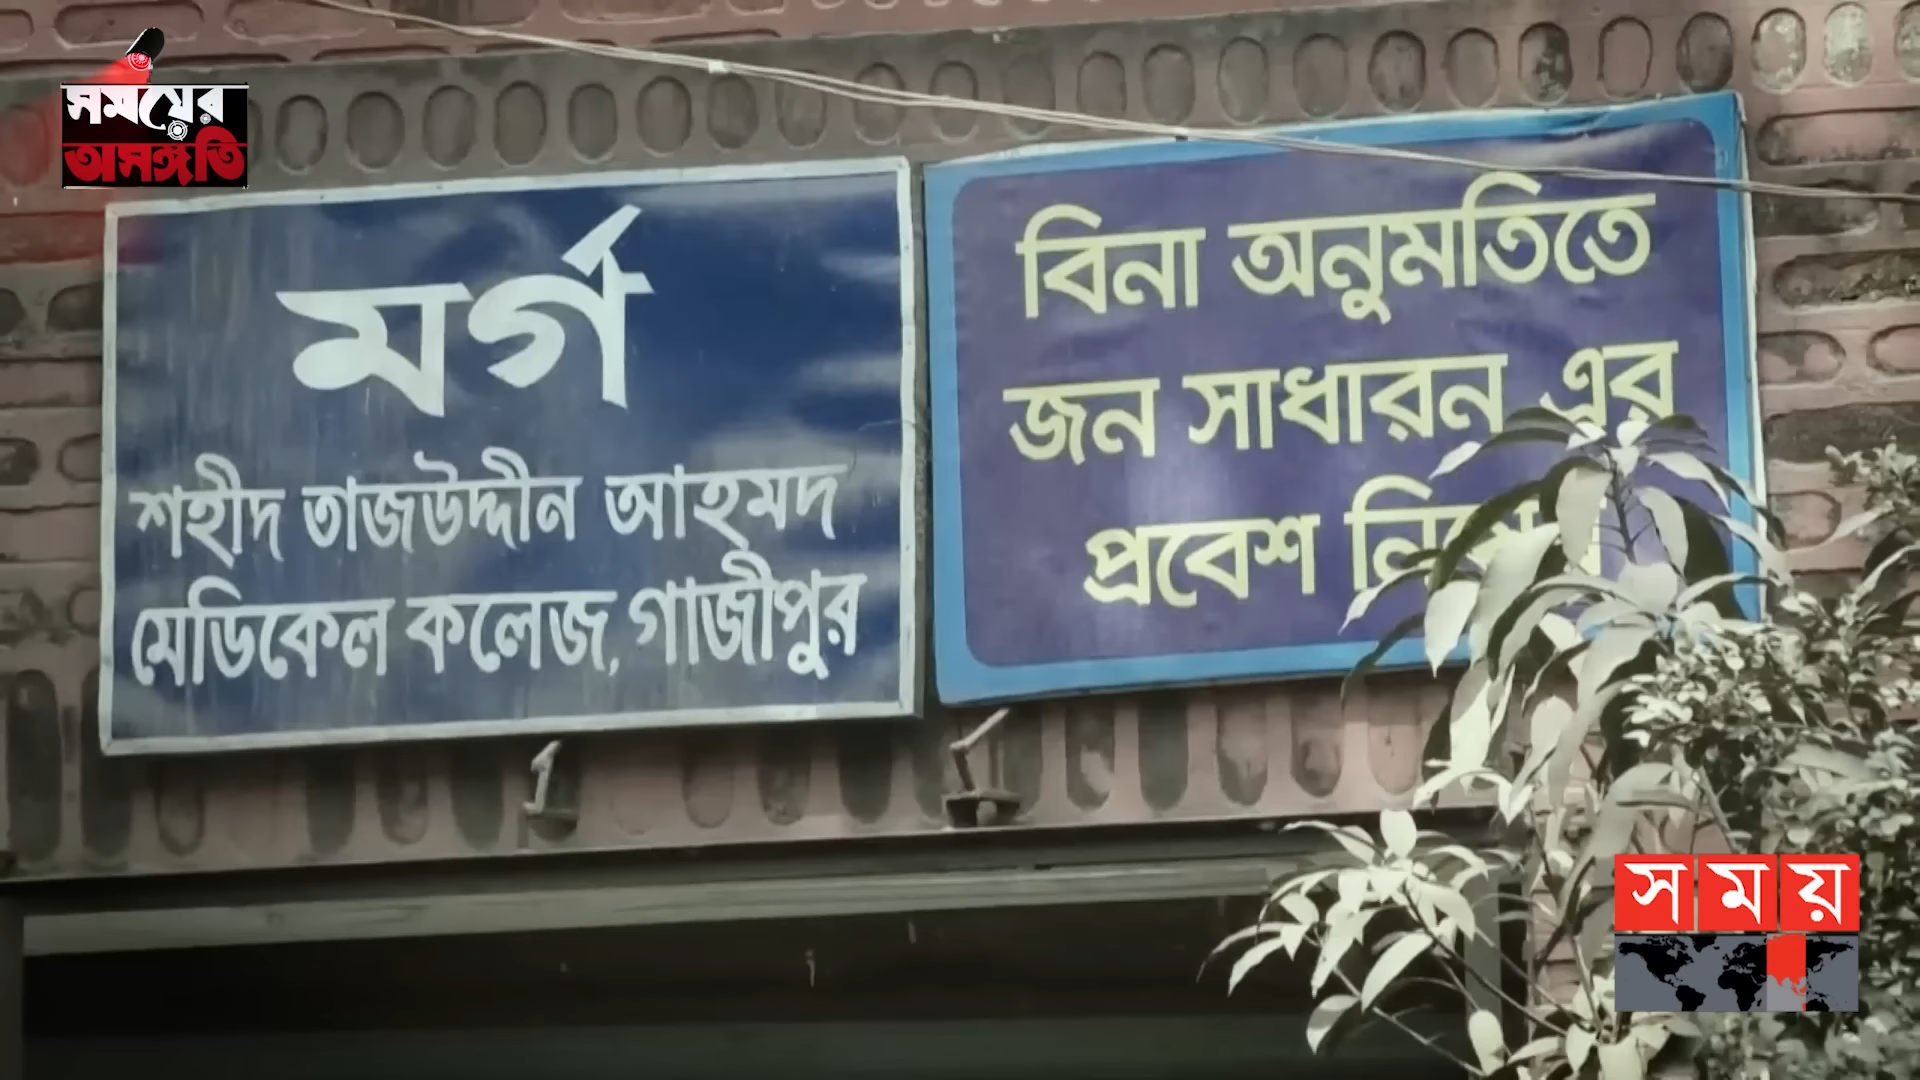 সময়ের
অসঙ্গতি
মর্গ
শহীদ তাজউদ্দীন আহমদ
মেডিকেল কলেজ, গাজীপুর
বিনা অনুমতিতে
জন সাধারন এর
প্রবেশ
সময়